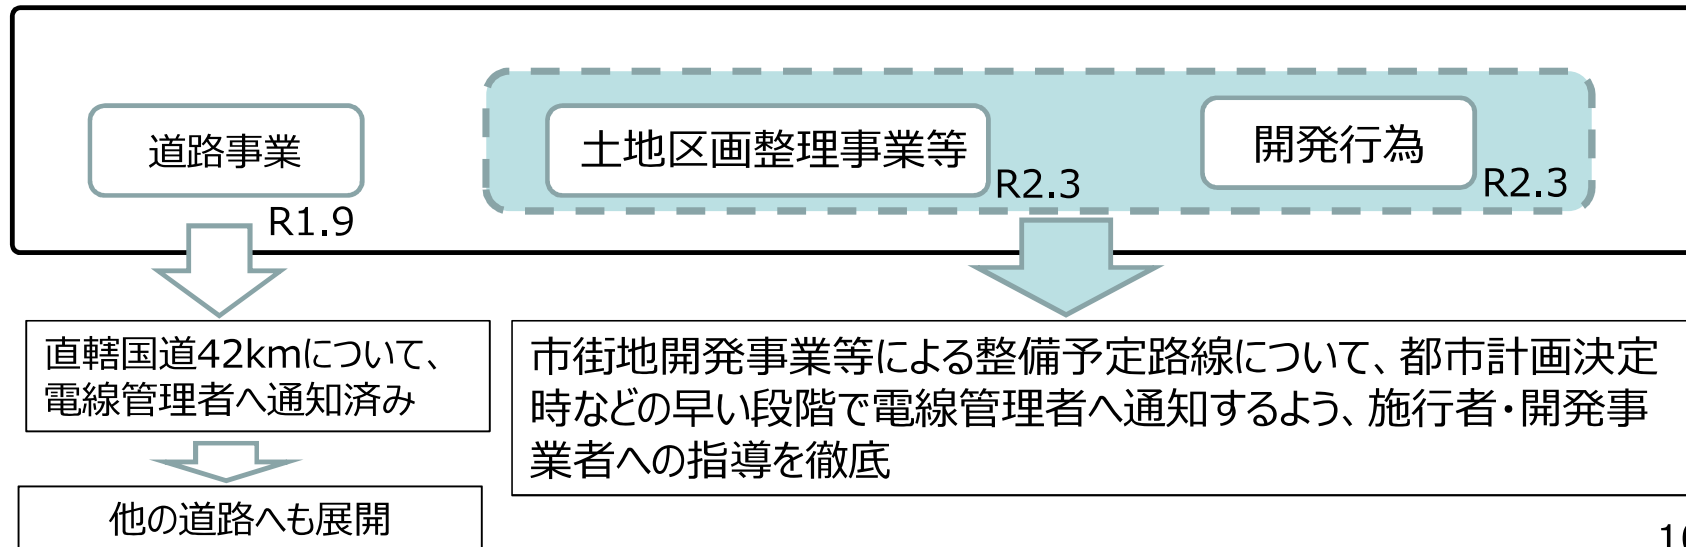 道路事業
R1.9
土地区画整理事業等
R2.3
開発行為
R2.3
直轄国道42kmについて、
電線管理者へ通知済み
他の道路へも展開
市街地開発事業等による整備予定路線について、都市計画決定
時などの早い段階で電線管理者へ通知するよう、施行者・開発事
業者への指導を徹底